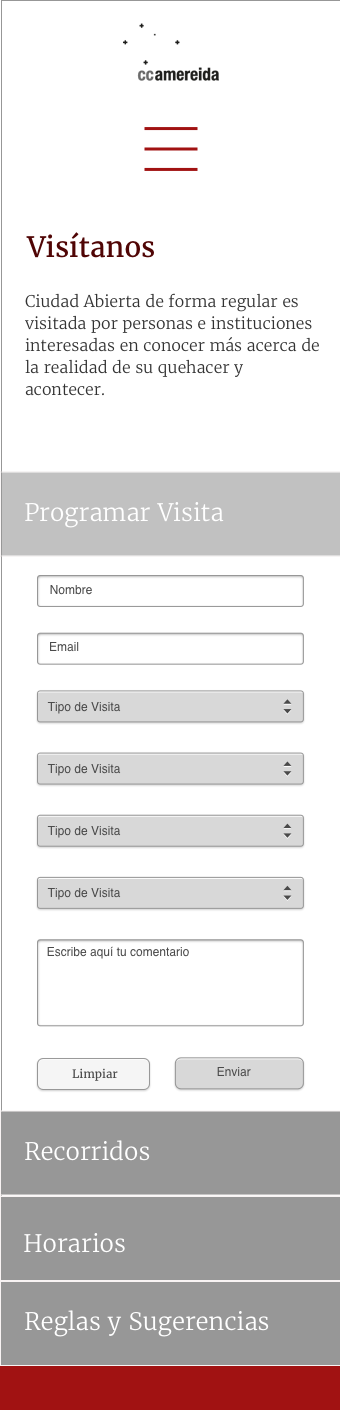 ccamereida
Visítanos
Ciudad Abierta de forma regular es
visitada por personas e instituciones
interesadas en conocer más acerca de
la realidad de su quehacer y
acontecer.
Programar Visita
Nombre
Email
Tipo de Visita
Tipo de Visita
Tipo de Visita
Tipo de Visita
Escribe aquí tu comentario
Limpiar Enviar
Recorridos
Horarios
Reglas y Sugerencias